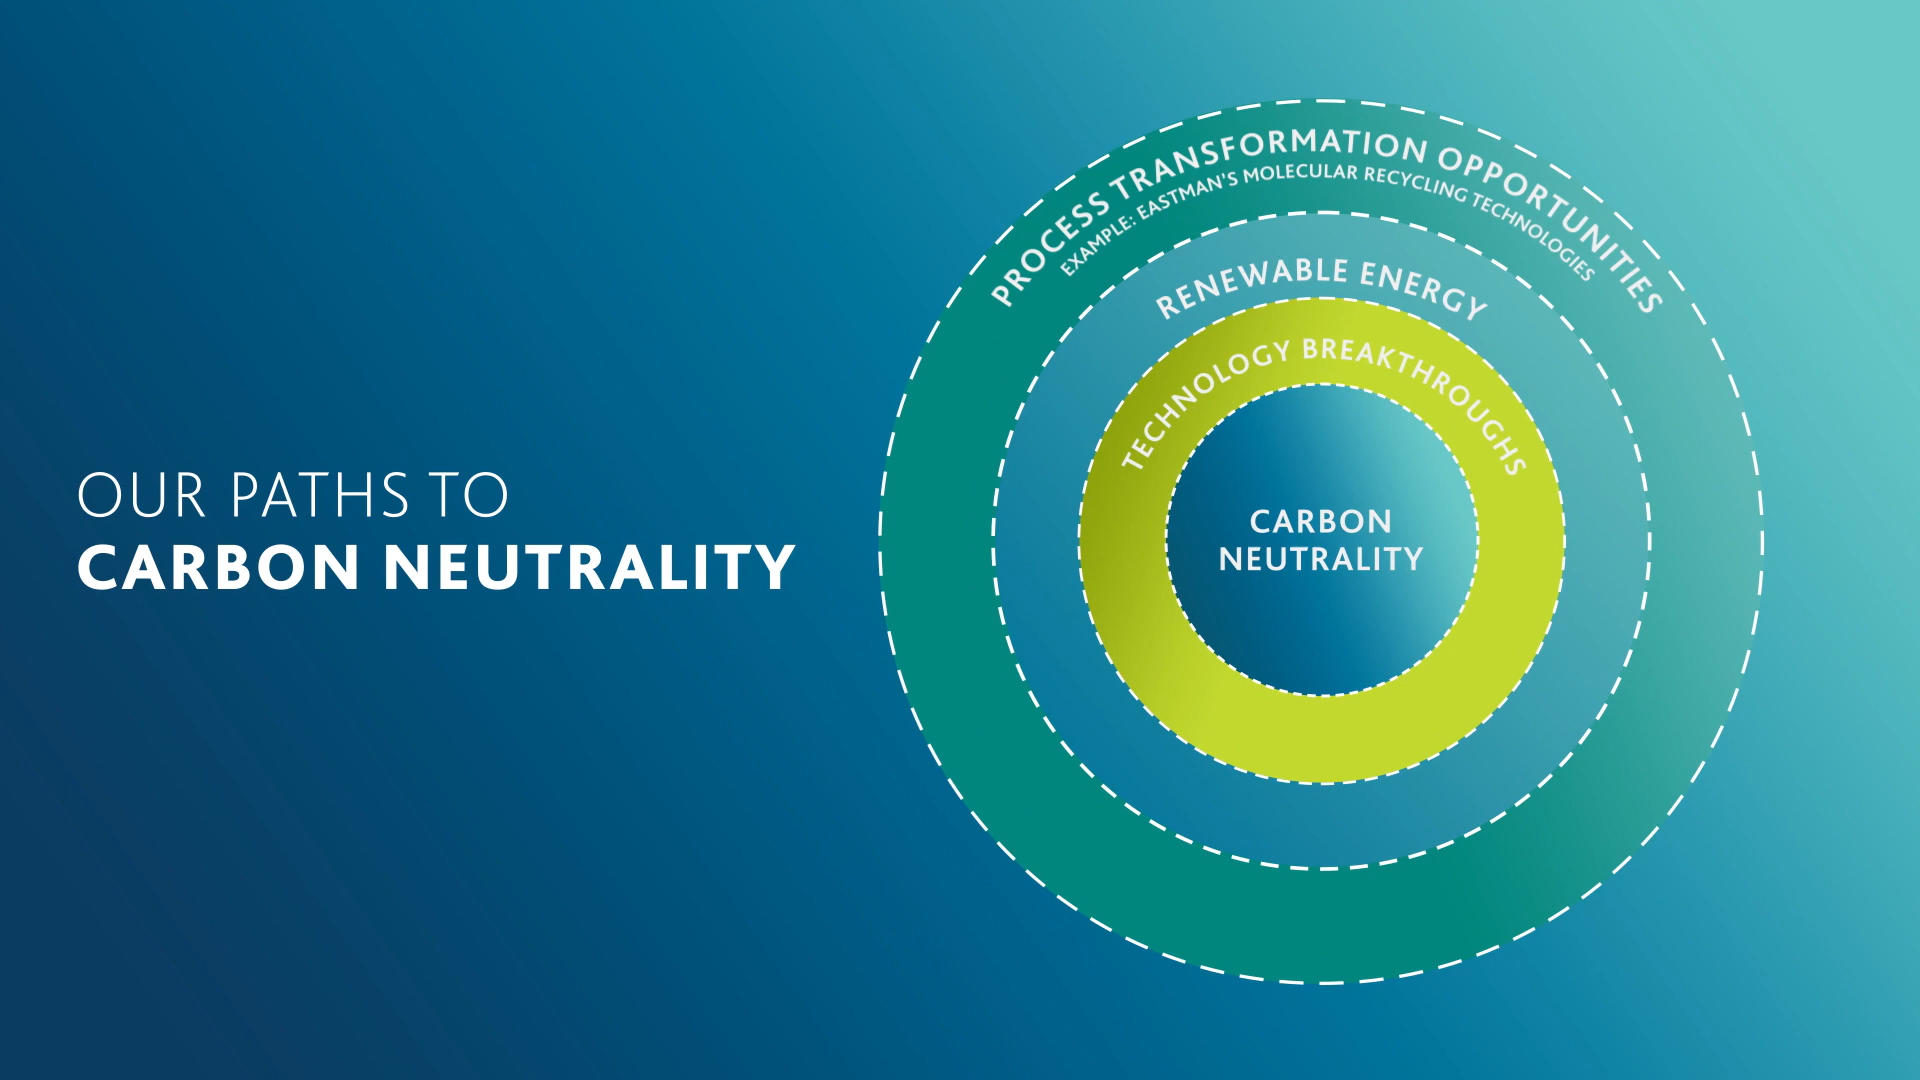 OUR PATHS TO
CARBON NEUTRALITY
PROCESS TRANSFORMATION OPPORTUNITIES
EXAMPLE: EASTMAN'S MOLECULAR RECYCLING TECHNOLOGIES
RENEWABLE ENERGY
TECHNOLOGY BREAKTHROUGHS
CARBON
NEUTRALITY